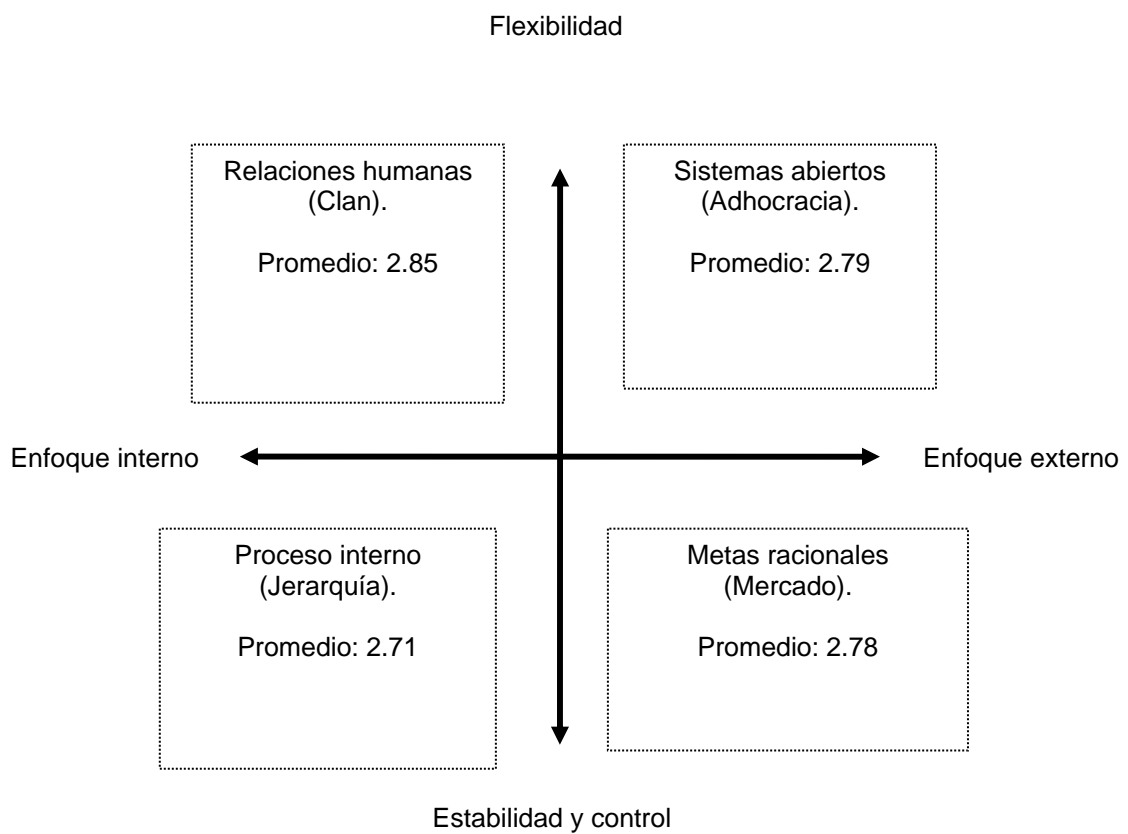 Flexibilidad
Relaciones humanas
(Clan).
Promedio: 2.85
Sistemas abiertos
(Adhocracia).
Promedio: 2.79
Enfoque interno
Enfoque externo
Proceso interno
(Jerarquía).
Promedio: 2.71
Metas racionales
(Mercado).
Promedio: 2.78
Estabilidad y control